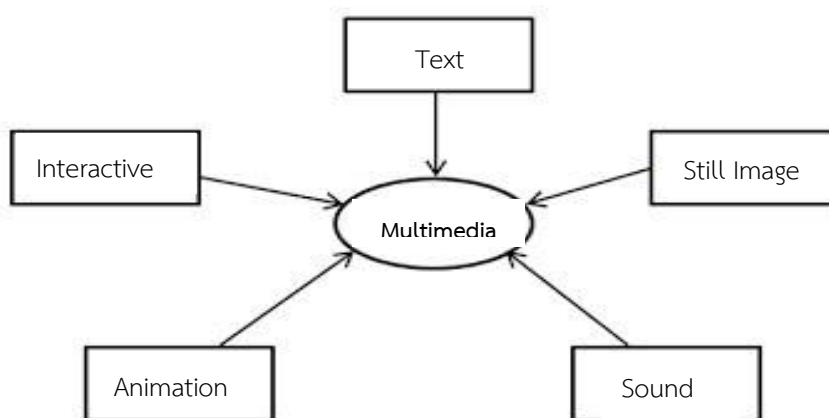 Text
Interactive
Still Image
Multimedia
Animation
Sound